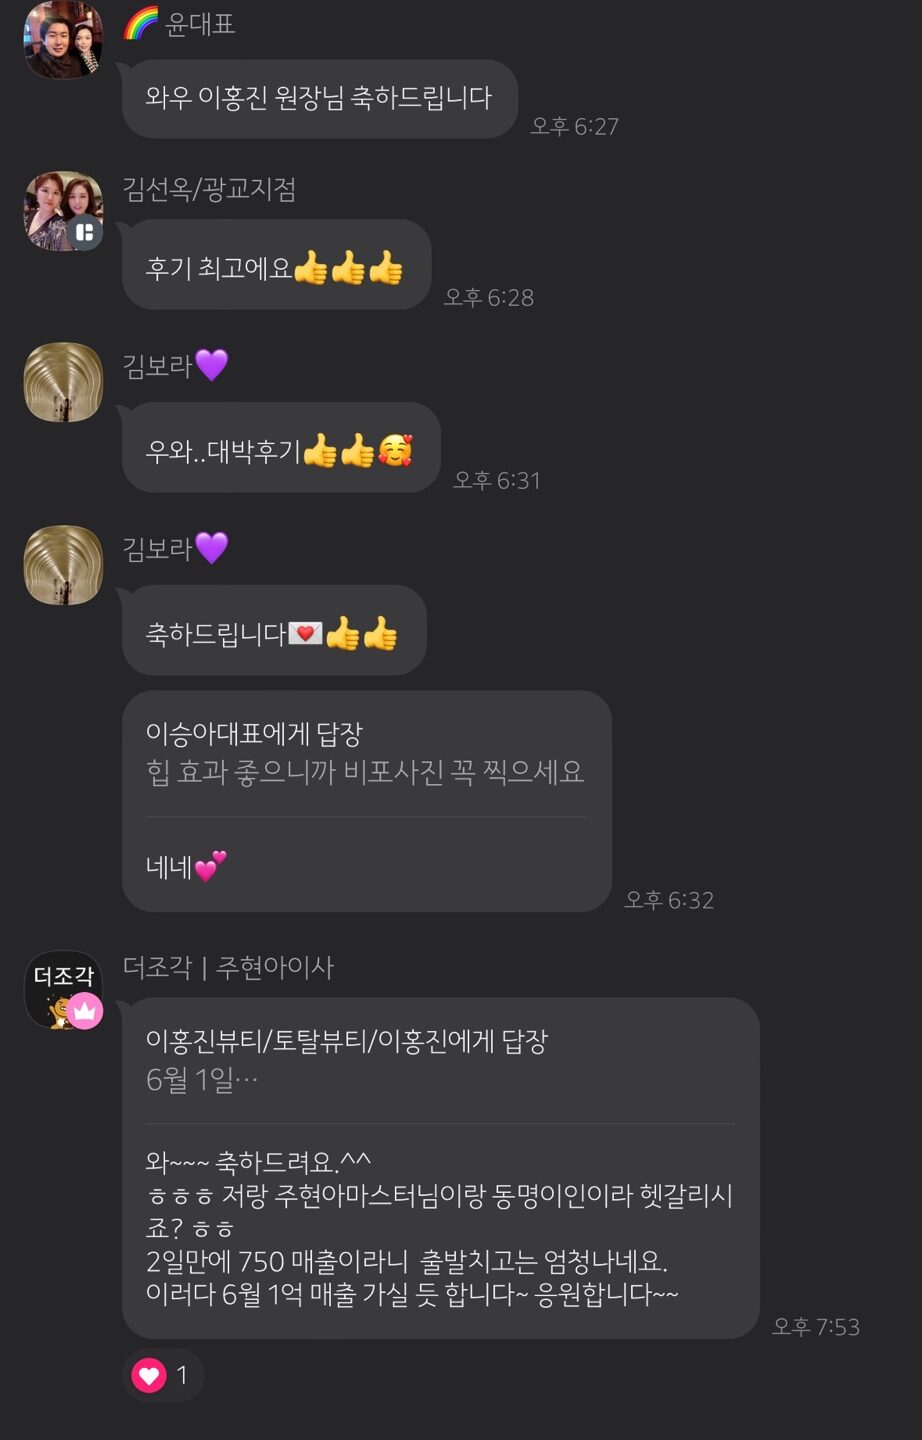 🌈 윤대표
와우 이홍진 원장님 축하드립니다
오후 6:27
김선옥/광교지점
후기 최고에요👍👍👍
오후 6:28
김보라💜
우와..대박후기👍👍🥰
오후 6:31
김보라💜
축하드립니다💌👍👍
이승아대표에게 답장
힙 효과 좋으니까 비포사진 꼭 찍으세요
네네💕
오후 6:32
더조각
더조각 | 주현아이사
이홍진뷰티/토탈뷰티/이홍진에게 답장
6월 1일…
와~~~ 축하드려요.^^
ㅎㅎㅎ 저랑 주현아마스터님이랑 동명이인이라 헷갈리시
죠? ㅎㅎ
2일만에 750 매출이라니  출발치고는 엄청나네요.
이러다 6월 1억 매출 가실 듯 합니다~ 응원합니다~~
오후 7:53
1